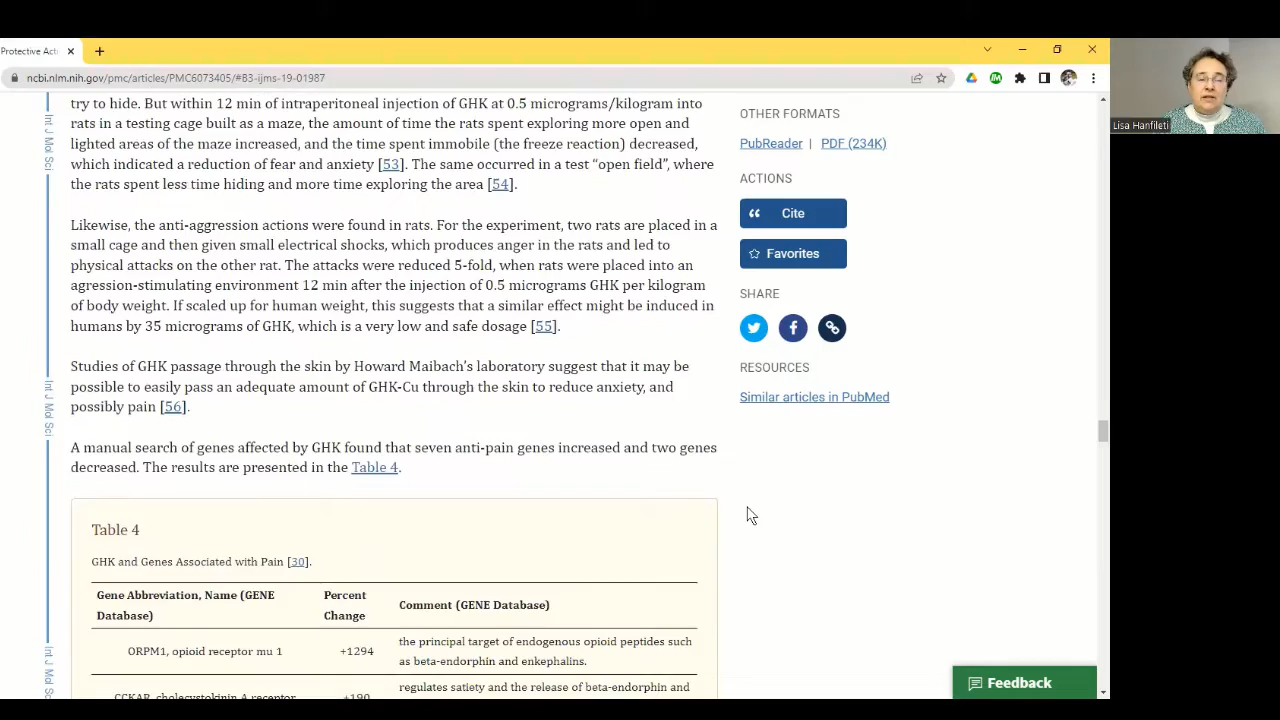 Protective Acti
ncbi.nlm.nih.gov/pmc/articles/PMC6073405/#B3-ijms-19-01987
Lisa Hanfileti
Int J Mol Sci
Int J Mol Sci
Int J Mol Sci
try to hide. But within 12 min of intraperitoneal injection of GHK at 0.5 micrograms/kilogram into
rats in a testing cage built as a maze, the amount of time the rats spent exploring more open and
lighted areas of the maze increased, and the time spent immobile (the freeze reaction) decreased,
which indicated a reduction of fear and anxiety [53]. The same occurred in a test “open field”, where
the rats spent less time hiding and more time exploring the area [54].
Likewise, the anti-aggression actions were found in rats. For the experiment, two rats are placed in a
small cage and then given small electrical shocks, which produces anger in the rats and led to
physical attacks on the other rat. The attacks were reduced 5-fold, when rats were placed into an
agression-stimulating environment 12 min after the injection of 0.5 micrograms GHK per kilogram
of body weight. If scaled up for human weight, this suggests that a similar effect might be induced in
humans by 35 micrograms of GHK, which is a very low and safe dosage [55].
Studies of GHK passage through the skin by Howard Maibach’s laboratory suggest that it may be
possible to easily pass an adequate amount of GHK-Cu through the skin to reduce anxiety, and
possibly pain [56].
A manual search of genes affected by GHK found that seven anti-pain genes increased and two genes
decreased. The results are presented in the Table 4.
Table 4
GHK and Genes Associated with Pain [30].
Gene Abbreviation, Name (GENE
Database)
Percent
Change
Comment (GENE Database)
ORPM1, opioid receptor mu 1
+1294
the principal target of endogenous opioid peptides such
as beta-endorphin and enkephalins.
CCKAR, cholecystokinin A receptor
+190
regulates satiety and the release of beta-endorphin and
OTHER FORMATS
PubReader | PDF (234K)
ACTIONS
Cite
Favorites
SHARE
RESOURCES
Similar articles in PubMed
Feedback